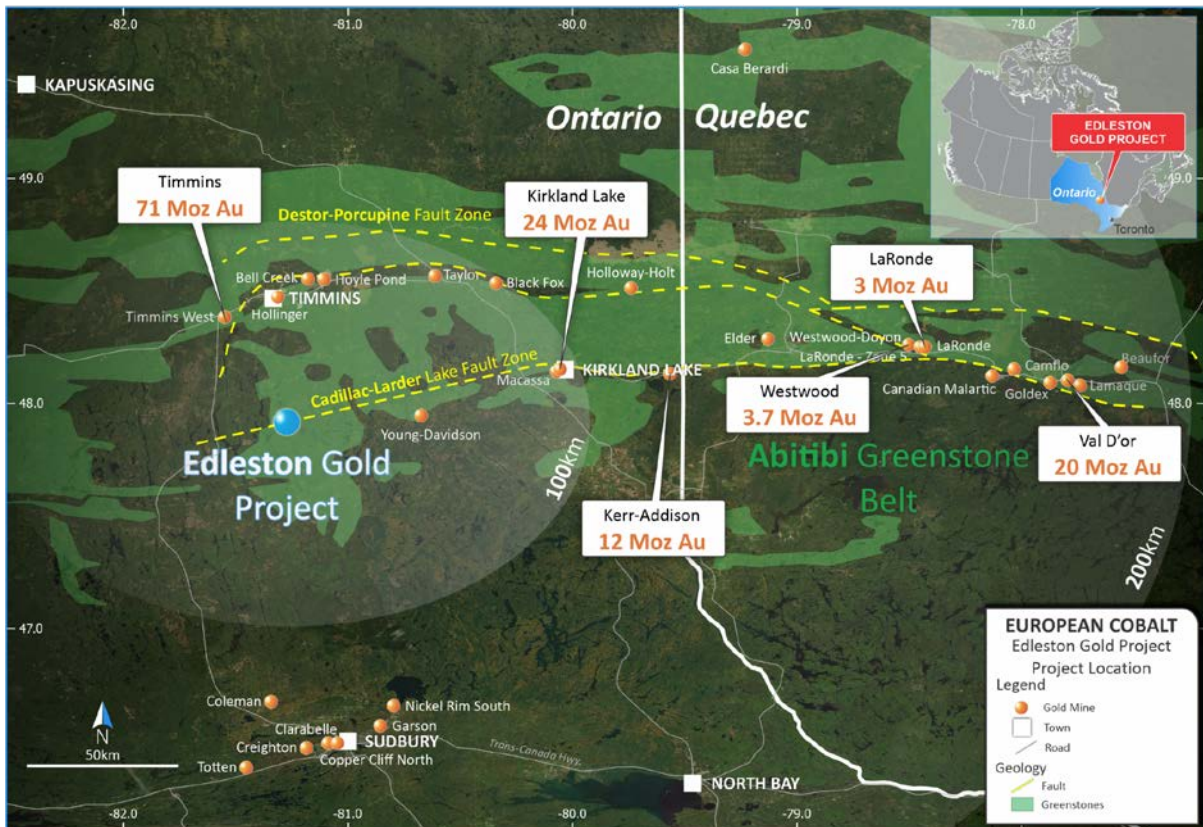 -82.0
-81.0
-80.0
-79.0
-78.0
Casa Berardi
KAPUSKASING
Ontario
Quebec
EDLESTON
GOLD PROJECT
Ontario
Toronto
49.0
49.0
Timmins
71 Moz Au
Destor-Porcupine Fault Zone
Kirkland Lake
24 Moz Au
LaRonde
3 Moz Au
Bell Creek
Hoyle Pond
Taylor
Black Fox
Holloway-Holt
TIMMINS
Hollinger
Timmins West
Elder
Westwood-Doyon
LaRonde
LaRonde - Zone 5
Beaufor
Cadillac-Larder Lake Fault Zone
Macassa
KIRKLAND LAKE
Camflo
Canadian Malartic
Goldex
Lamaque
48.0
48.0
Young-Davidson
Westwood
3.7 Moz Au
Val D'or
20 Moz Au
Edleston Gold
Project
100km
Abitibi Greenstone
Belt
Kerr-Addison
12 Moz Au
200km
47.0
EUROPEAN COBALT
Edleston Gold Project
Project Location
Legend
Gold Mine
Town
Road
Geology
Fault
Greenstones
Coleman
Nickel Rim South
Clarabelle
Garson
Creighton
SUDBURY
Copper Cliff North
Totten
Trans-Canada Hwy.
NORTH BAY
N
50km
-82.0
-81.0
-80.0
-79.0
-78.0